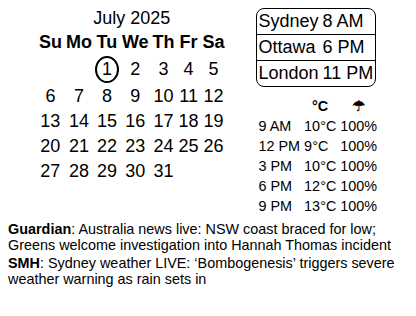 July 2025
Su Mo Tu We Th Fr Sa
1 2 3 4 5
6 7 8 9 10 11 12
13 14 15 16 17 18 19
20 21 22 23 24 25 26
27 28 29 30 31
Sydney 8 AM
Ottawa 6 PM
London 11 PM
°C ☂
9 AM 10°C 100%
12 PM 9°C 100%
3 PM 10°C 100%
6 PM 12°C 100%
9 PM 13°C 100%
Guardian: Australia news live: NSW coast braced for low;
Greens welcome investigation into Hannah Thomas incident
SMH: Sydney weather LIVE: ‘Bombogenesis’ triggers severe
weather warning as rain sets in